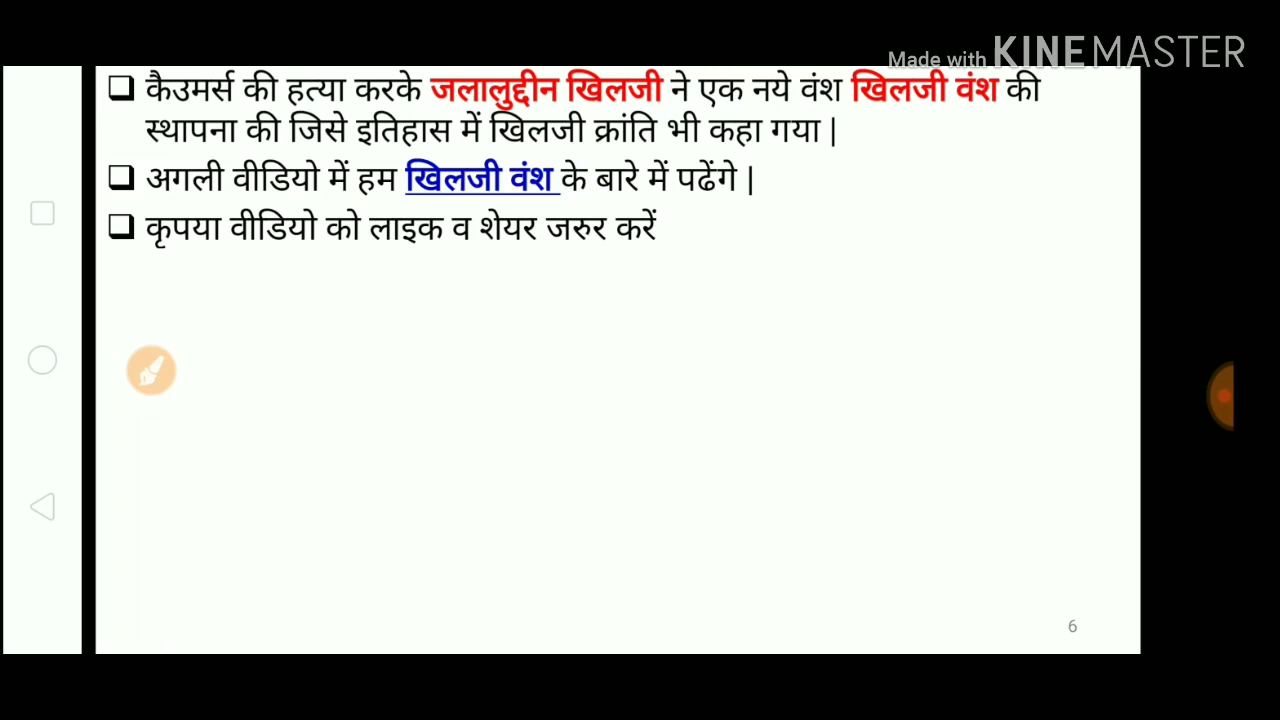 Made with KINEMASTER
कैउमर्स की हत्या करके जलालुद्दीन खिलजी ने एक नये वंश खिलजी वंश की
स्थापना की जिसे इतिहास में खिलजी क्रांति भी कहा गया |
अगली वीडियो में हम खिलजी वंश के बारे में पढेंगे |
कृपया वीडियो को लाइक व शेयर जरुर करें
6